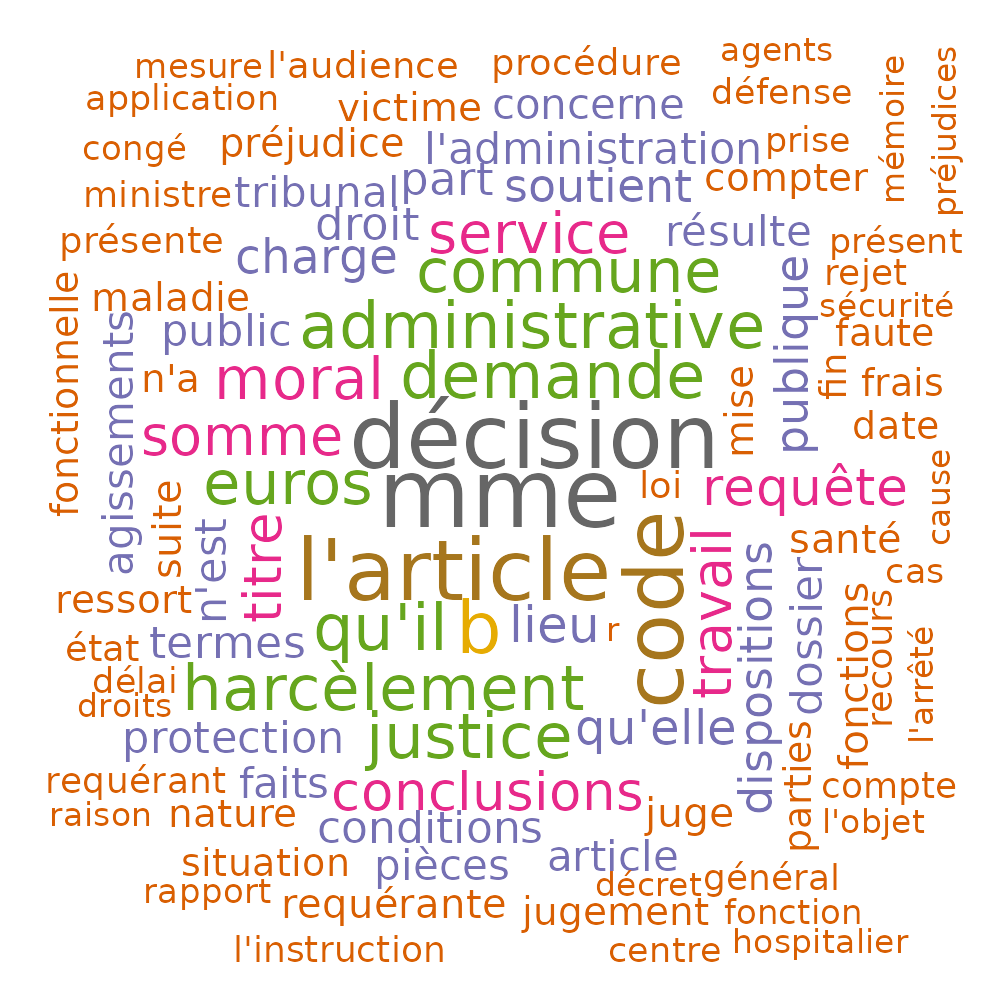 agents
mesure l'audience procédure
application victime concerne défense
mémoire
préjudices
congé préjudice l'administration prise
ministre tribunal part soutient compter
droit service résulte
présente charge commune présent
rejet
maladie administrative sécurité
public faute
fonctionnelle
agissements
publique
n'a moral demande mise fin frais
somme décision date
euros mme loi requête cause
suite
n'est
titre
l'article code travail santé
cas
ressort qu'il b lieu r
dispositions
dossier
fonctions
recours
l'arrêté
état termes
délai harcèlement
droits
protection justice qu'elle
requérant faits conclusions parties compte
raison nature conditions juge l'objet
situation pièces article
rapport décret général
requérante jugement fonction
l'instruction centre hospitalier